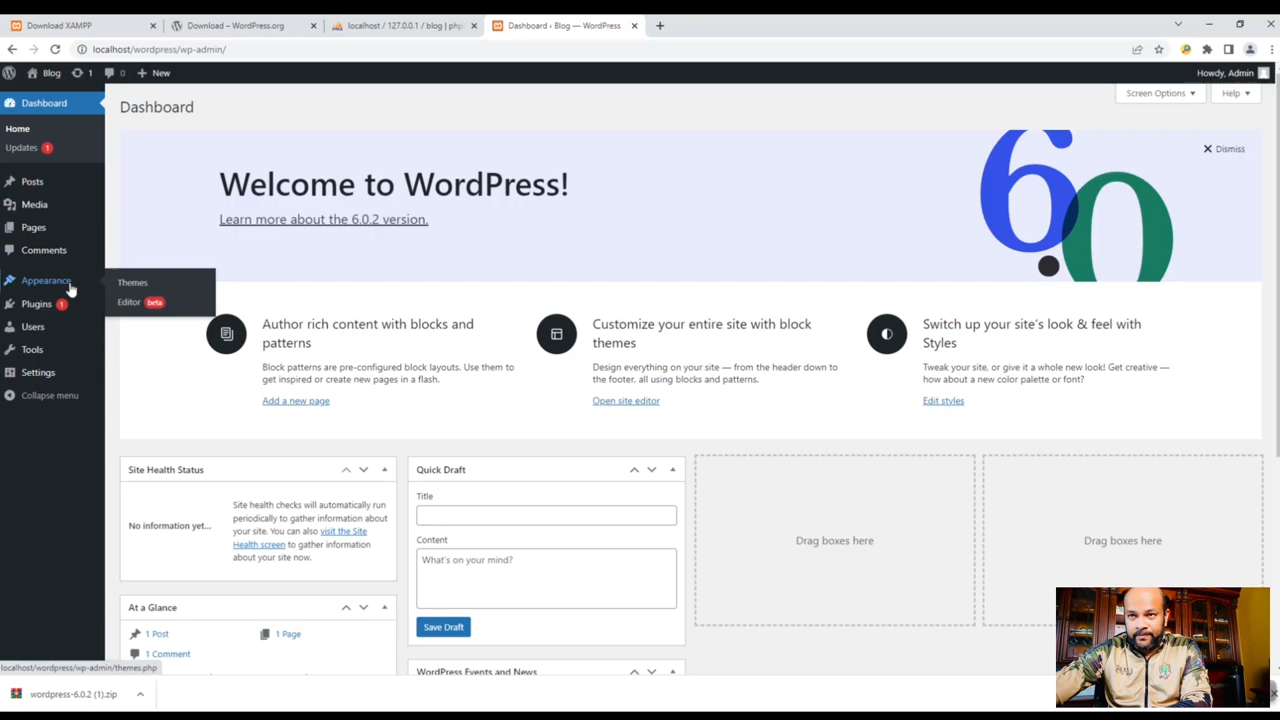 Download XAMPP
Download – WordPress.org
localhost / 127.0.0.1 / blog | php
Dashboard ‹ Blog — WordPress
localhost/wordpress/wp-admin/
Blog 1 0 New
Howdy, Admin
Dashboard
Home
Updates 1
Posts
Media
Pages
Comments
Appearance
Plugins 1
Users
Tools
Settings
Collapse menu
Themes
Editor beta
Dashboard
Screen Options
Help
Welcome to WordPress!
Learn more about the 6.0.2 version.
6.0
Dismiss
Author rich content with blocks and
patterns
Block patterns are pre-configured block layouts. Use them to
get inspired or create new pages in a flash.
Add a new page
Customize your entire site with block
themes
Design everything on your site — from the header down to
the footer, all using blocks and patterns.
Open site editor
Switch up your site's look & feel with
Styles
Tweak your site, or give it a whole new look! Get creative —
how about a new color palette or font?
Edit styles
Site Health Status
No information yet...
Site health checks will automatically run
periodically to gather information about
your site. You can also visit the Site
Health screen to gather information
about your site now.
At a Glance
1 Post
1 Page
1 Comment
Quick Draft
Title
Content
What's on your mind?
Save Draft
WordPress Events and News
Drag boxes here
Drag boxes here
localhost/wordpress/wp-admin/themes.php
wordpress-6.0.2 (1).zip